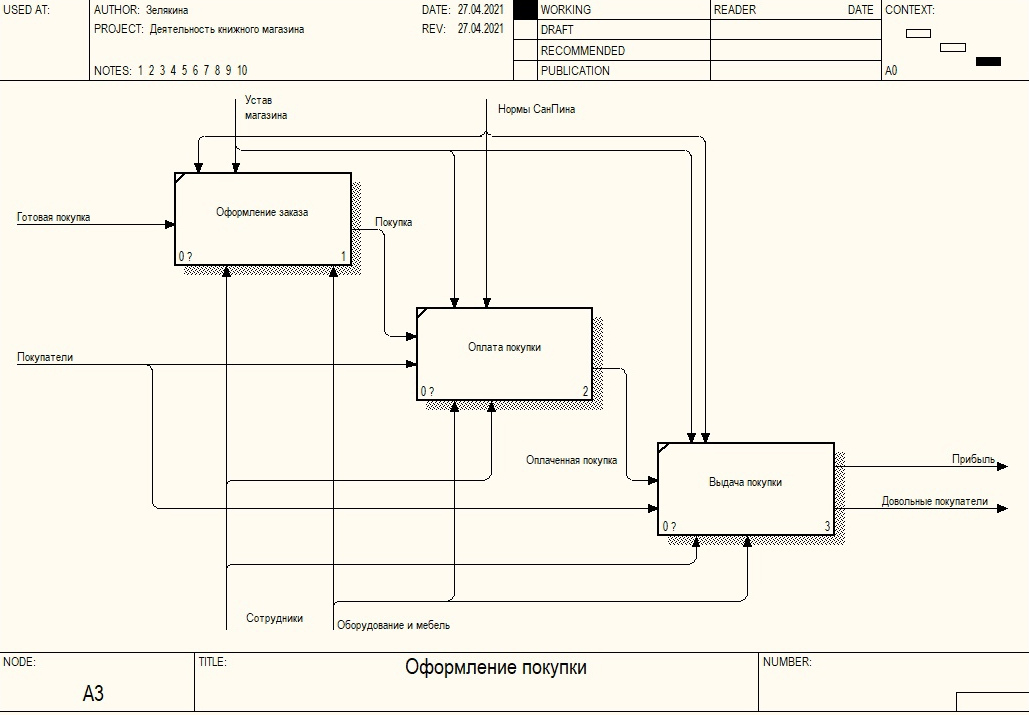 USED AT:
AUTHOR: Зелякина
DATE: 27.04.2021
PROJECT: Деятельность книжного магазина
REV: 27.04.2021
NOTES: 1 2 3 4 5 6 7 8 9 10
WORKING
DRAFT
RECOMMENDED
PUBLICATION
READER DATE
CONTEXT:
A0
Устав
магазина
Нормы СанПина
Готовая покупка
Оформление заказа
0 ? 1
Покупка
Покупатели
Оплата покупки
0 ? 2
Оплаченная покупка
Выдача покупки
0 ? 3
Прибыль
Довольные покупатели
Сотрудники
Оборудование и мебель
NODE:
A3
TITLE:
Оформление покупки
NUMBER: